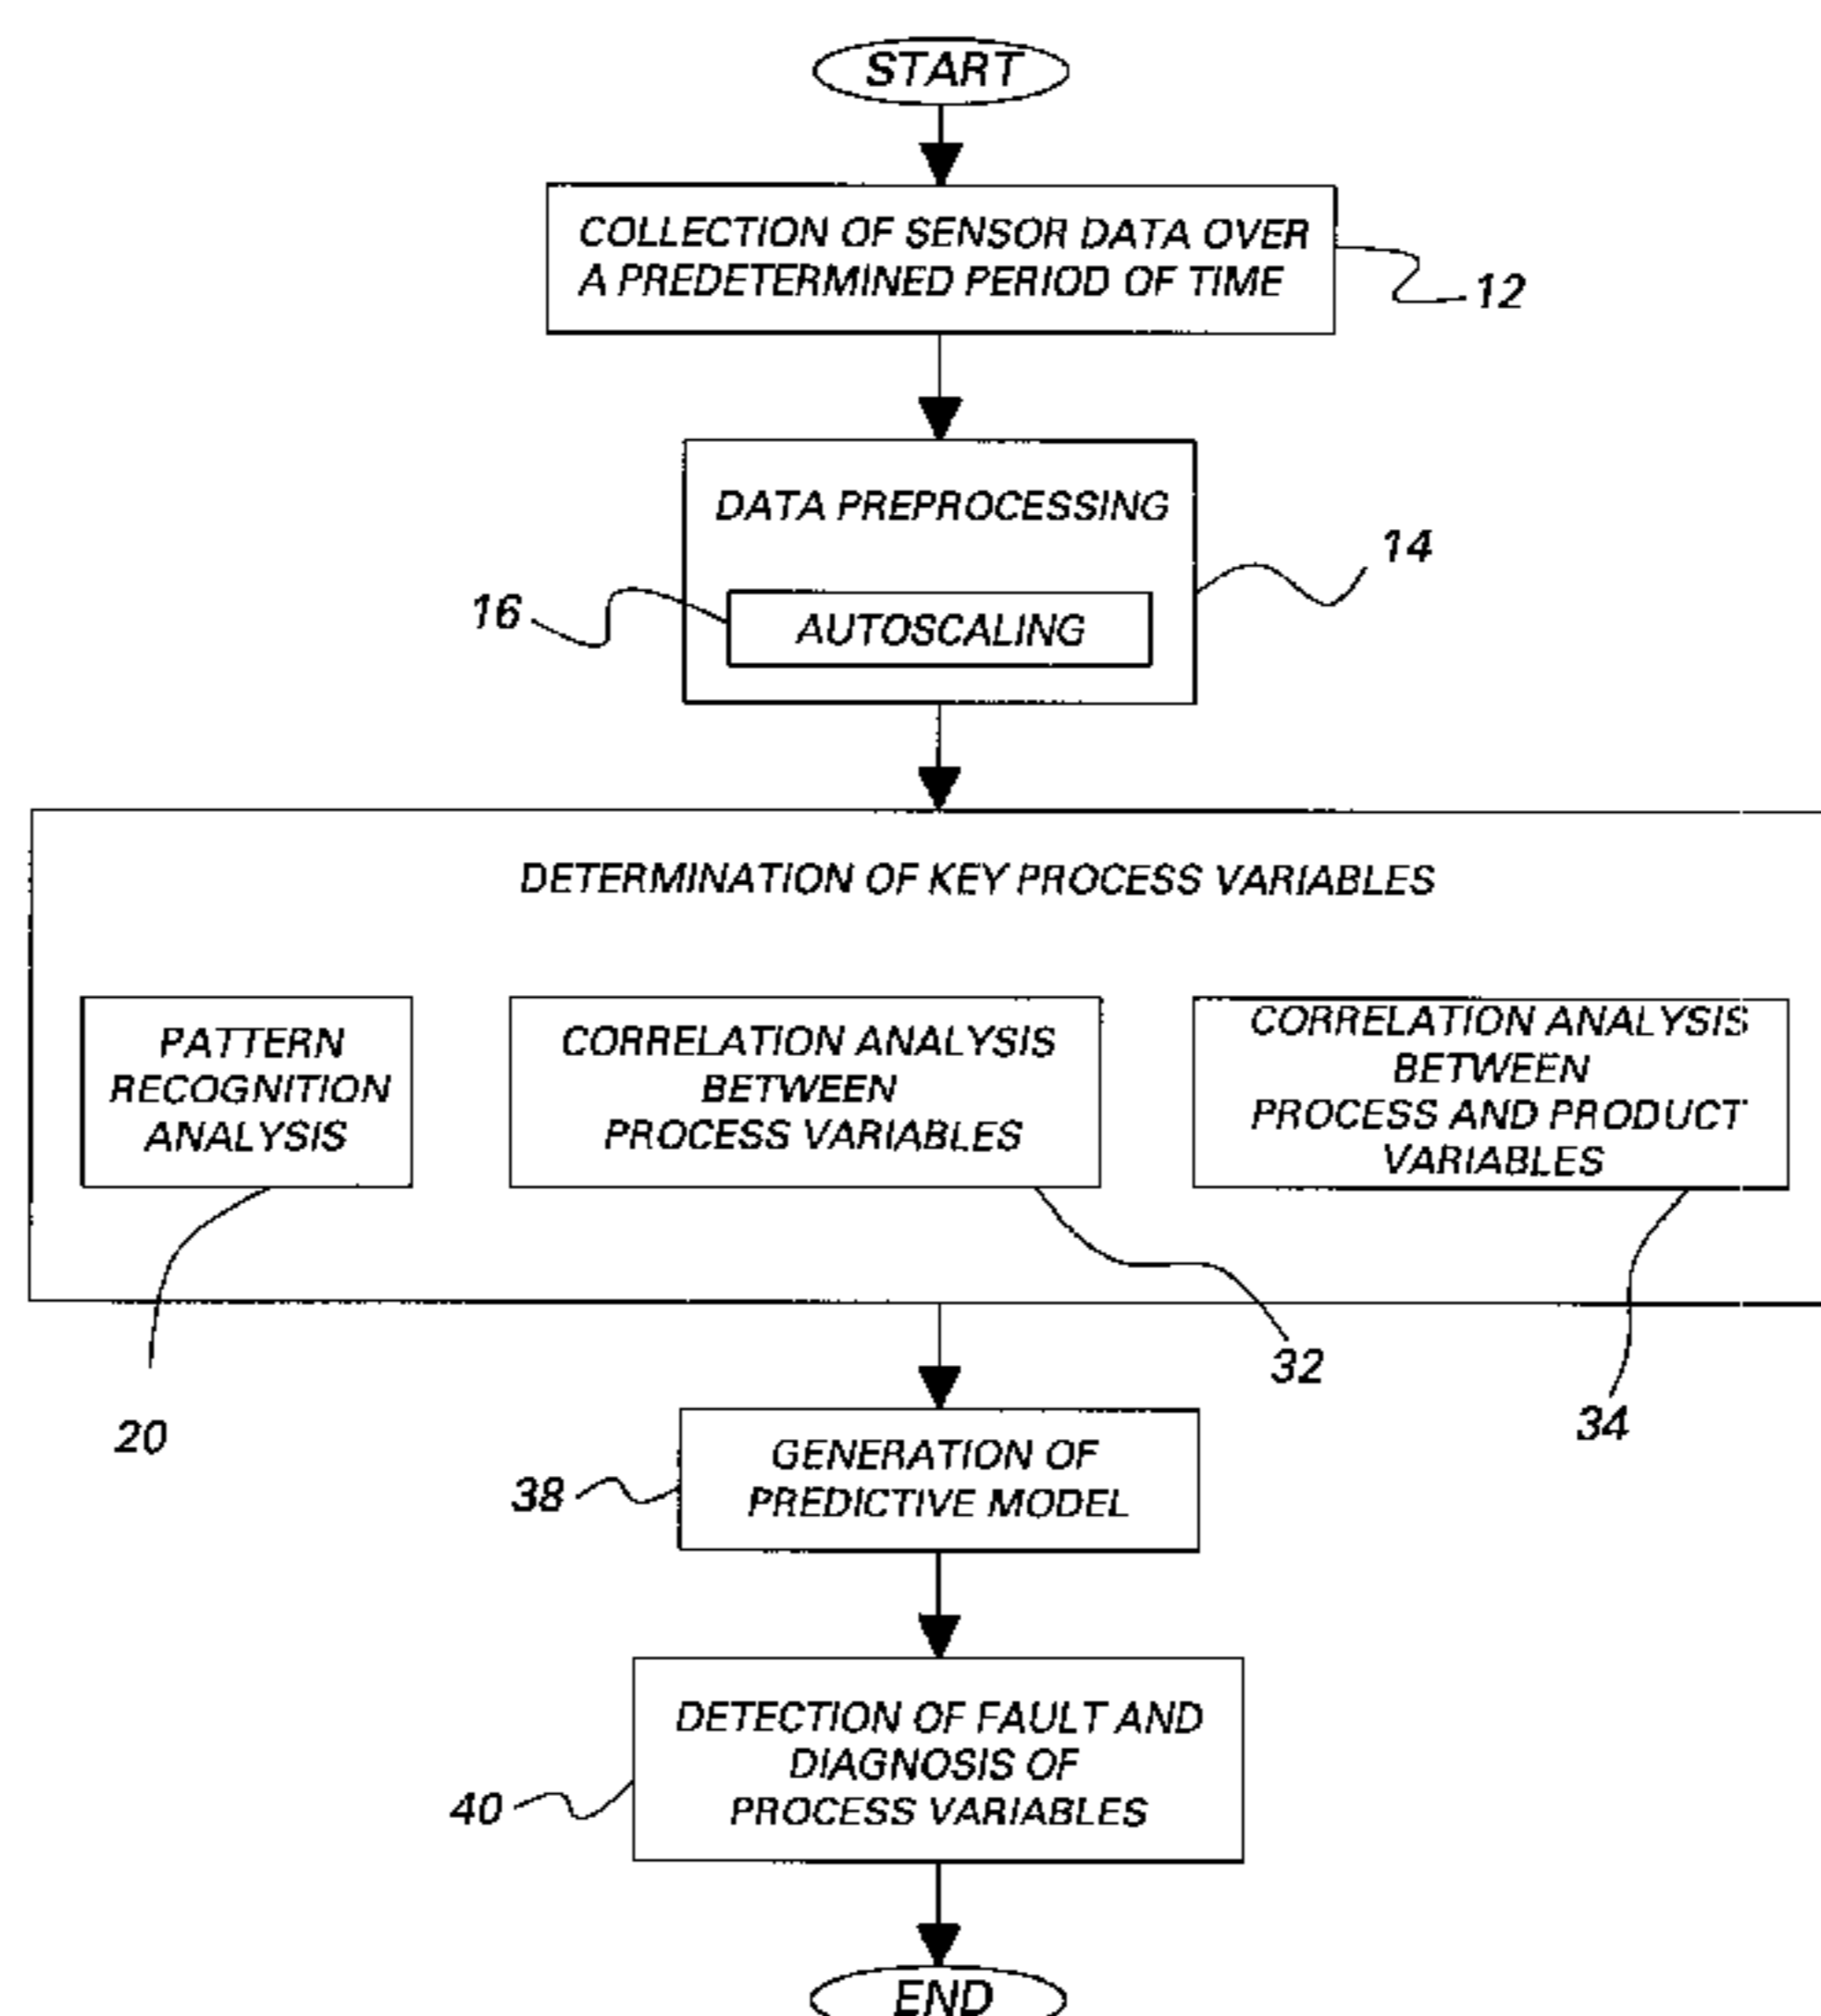 START
COLLECTION OF SENSOR DATA OVER
A PREDETERMINED PERIOD OF TIME
12
DATA PREPROCESSING
14
16
AUTOSCALING
DETERMINATION OF KEY PROCESS VARIABLES
PATTERN
RECOGNITION
ANALYSIS
CORRELATION ANALYSIS
BETWEEN
PROCESS VARIABLES
CORRELATION ANALYSIS
BETWEEN
PROCESS AND PRODUCT
VARIABLES
20
32
34
GENERATION OF
PREDICTIVE MODEL
38
DETECTION OF FAULT AND
DIAGNOSIS OF
PROCESS VARIABLES
40
END